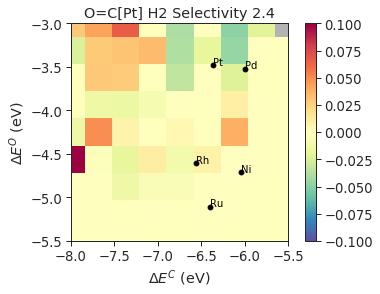 O=C[Pt] H2 Selectivity 2.4
−3.0
−3.5
−4.0
−4.5
−5.0
−5.5
ΔE^O (eV)
Pt
Pd
Rh
Ni
Ru
−8.0 −7.5 −7.0 −6.5 −6.0 −5.5
ΔE^C (eV)
0.100
0.075
0.050
0.025
0.000
−0.025
−0.050
−0.075
−0.100